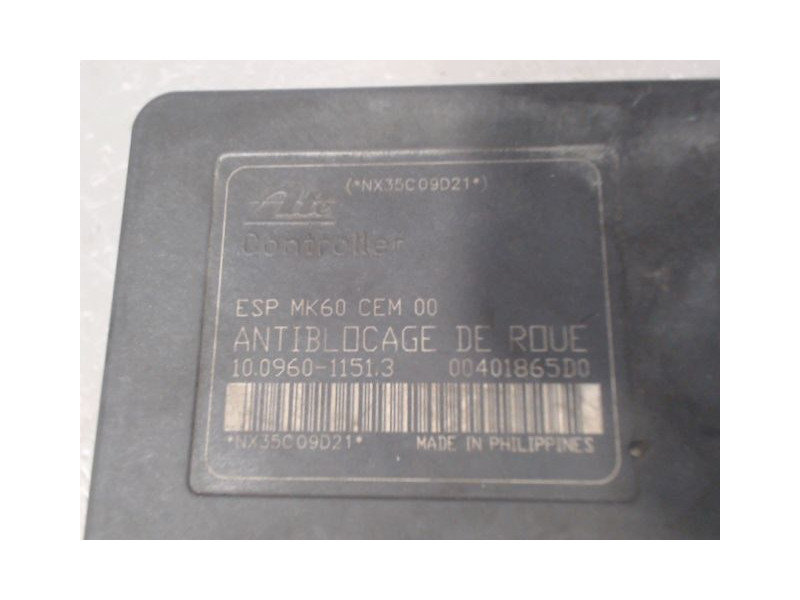 (*NX35C09D21*)
Ate
Controller
ESP MK60 CEM 00
ANTIBLOCAGE DE ROUE
10.0960-1151.3 00401865D0
*NX35C09D21* MADE IN PHILIPPINES